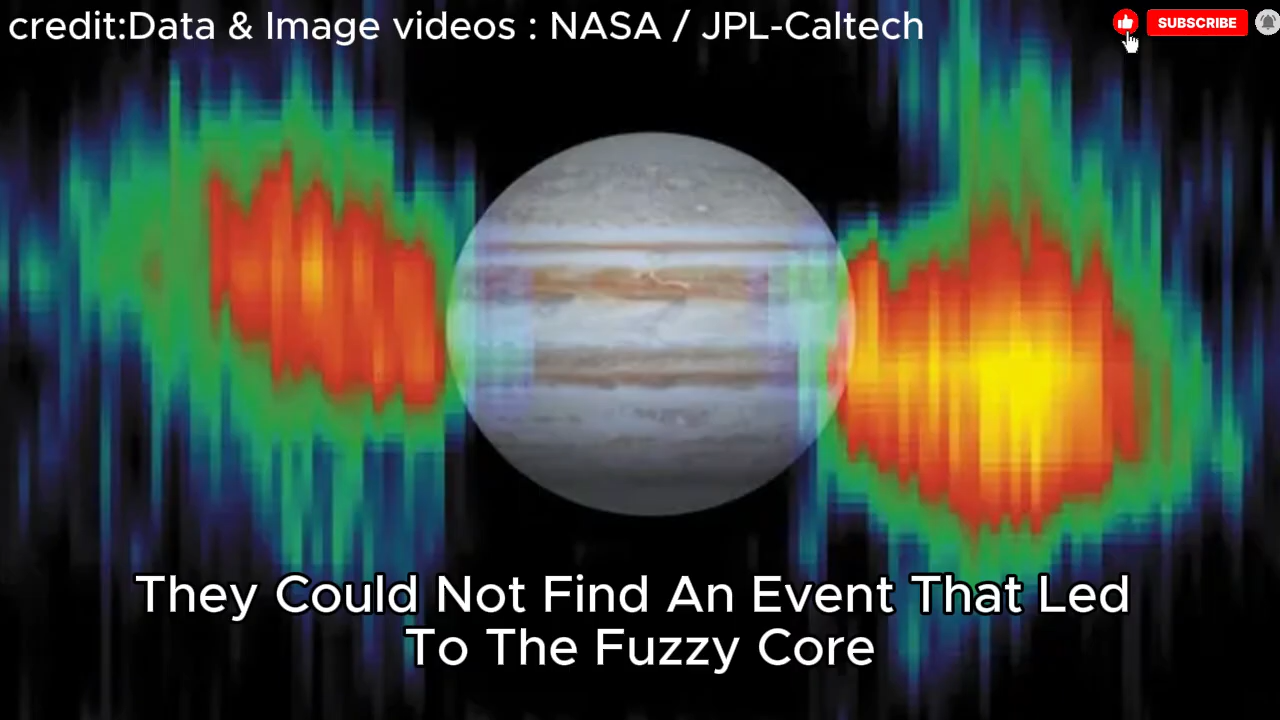 credit:Data & Image videos : NASA / JPL-Caltech
SUBSCRIBE
They Could Not Find An Event That Led
To The Fuzzy Core